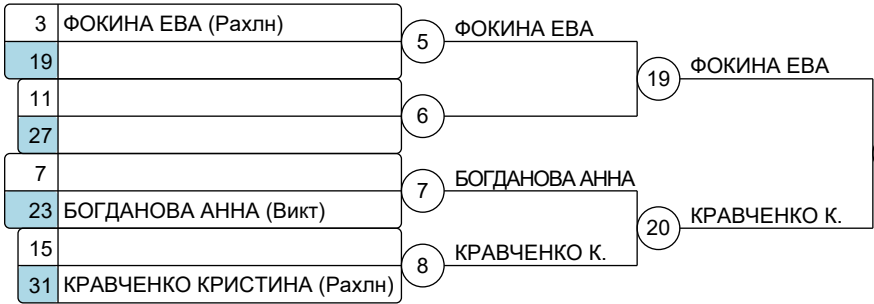 3 ФОКИНА ЕВА (Рахлн)
19
5 ФОКИНА ЕВА
11
27
6
19 ФОКИНА ЕВА
7
23 БОГДАНОВА АННА (Викт)
7 БОГДАНОВА АННА
15
31 КРАВЧЕНКО КРИСТИНА (Рахлн)
8 КРАВЧЕНКО К.
20 КРАВЧЕНКО К.